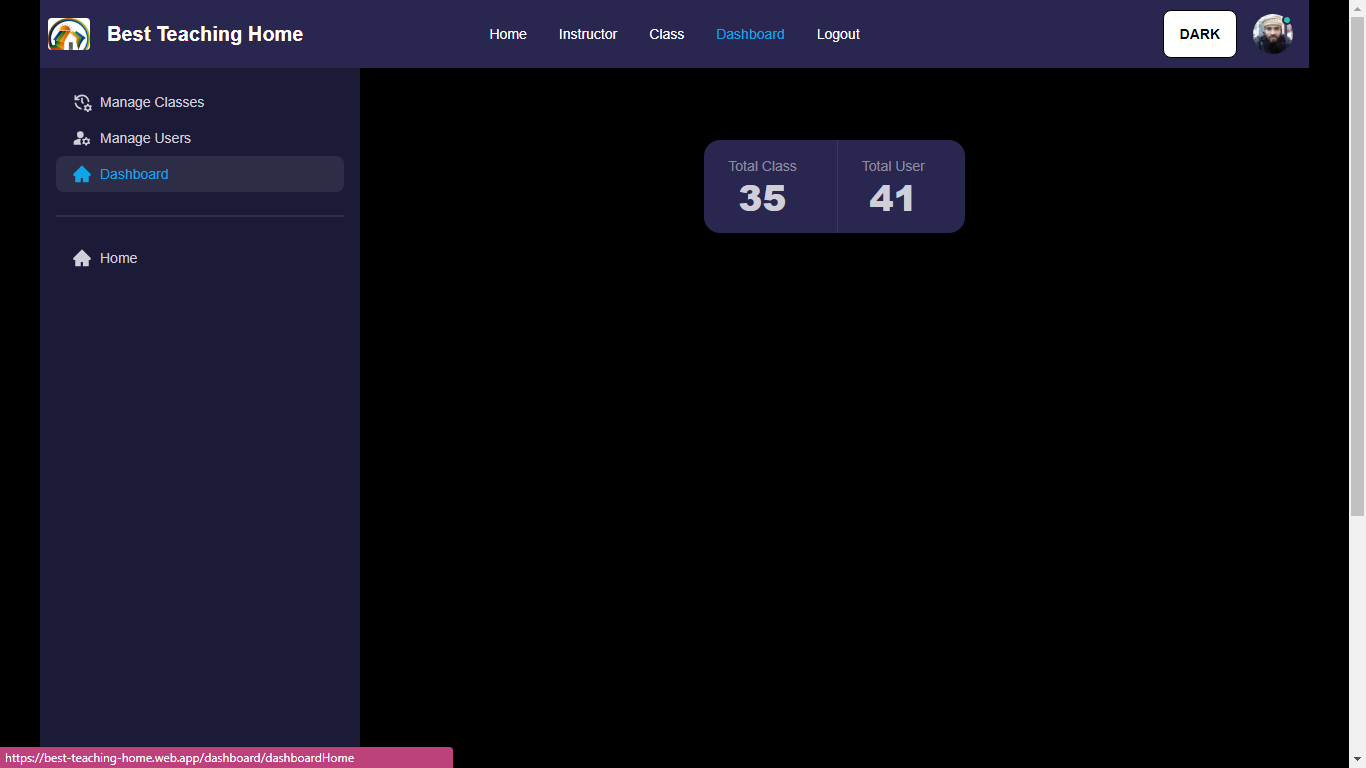 Best Teaching Home
Home Instructor Class Dashboard Logout
DARK
Manage Classes
Manage Users
Dashboard
Home
Total Class Total User
35 41
https://best-teaching-home.web.app/dashboard/dashboardHome